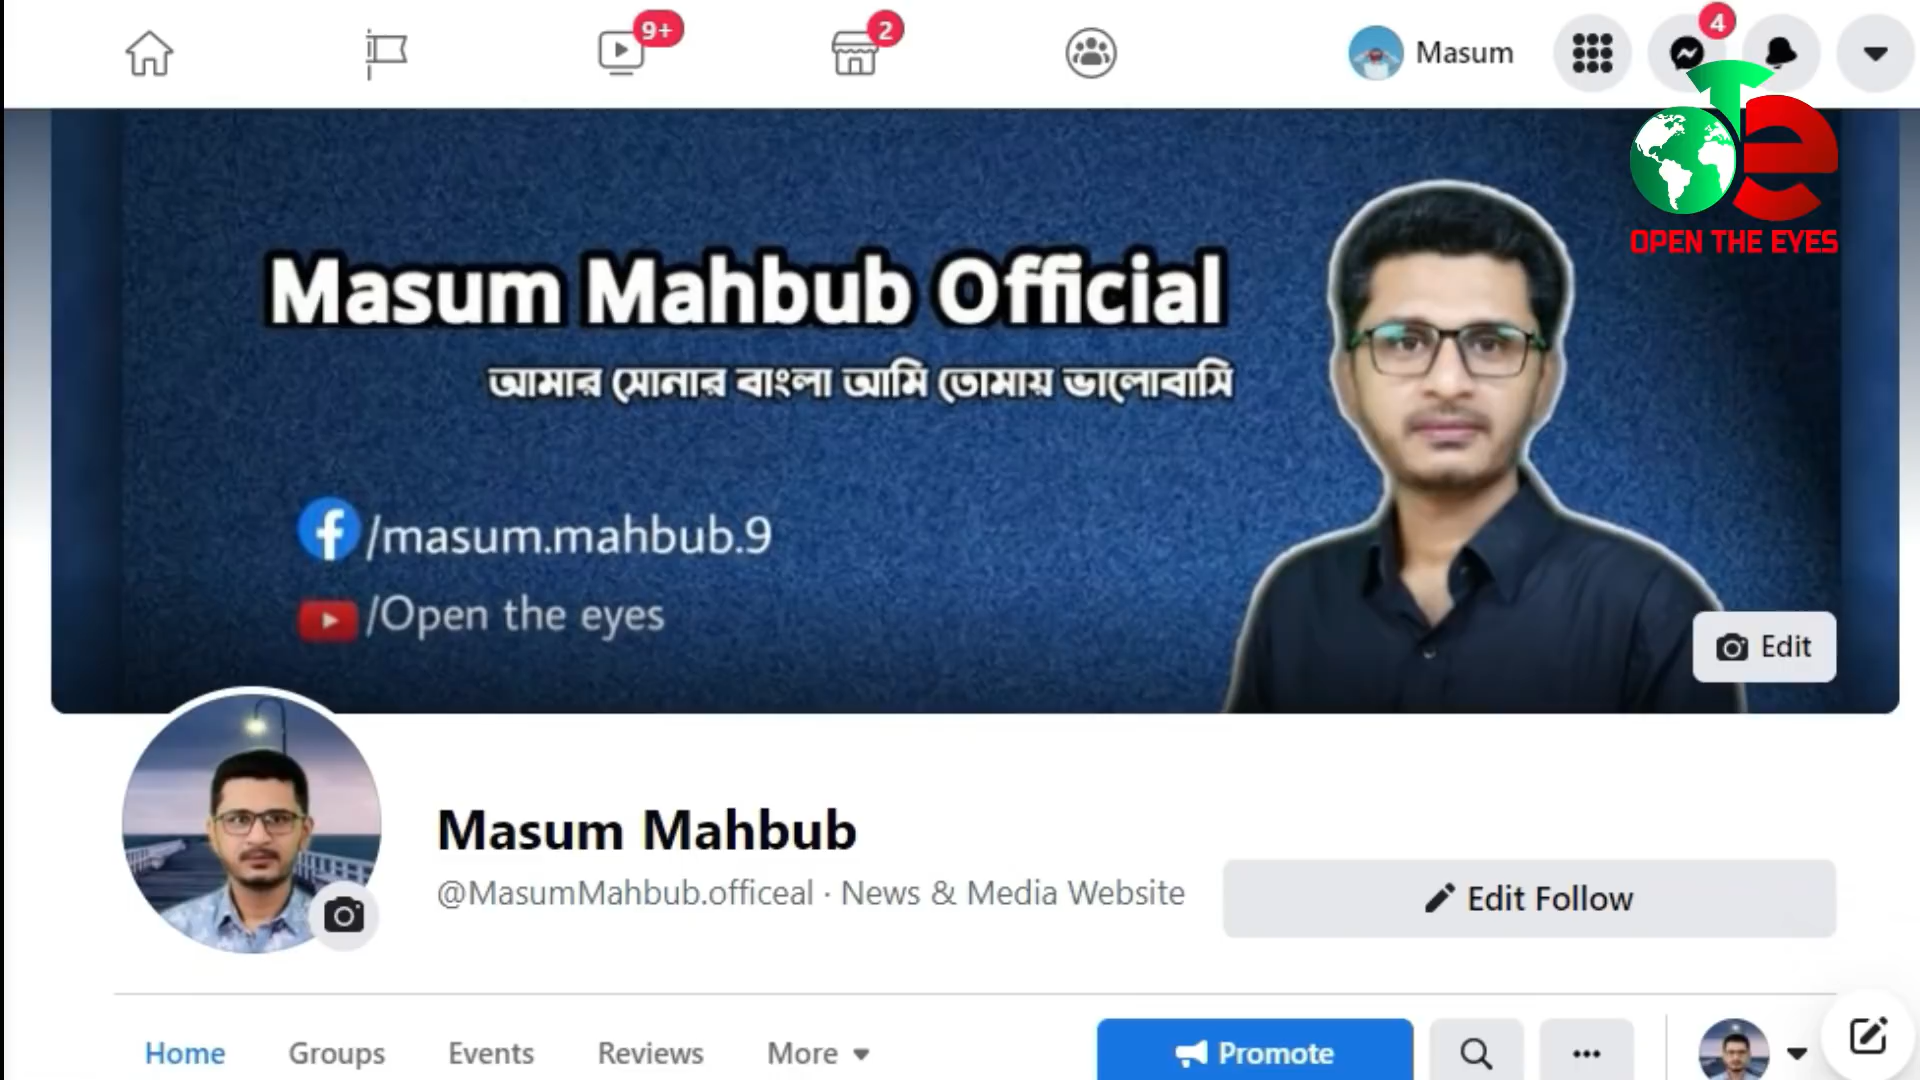 9+
2
Masum
4
OPEN THE EYES
Masum Mahbub Official
আমার সোনার বাংলা আমি তোমায় ভালোবাসি
/masum.mahbub.9
/Open the eyes
Edit
Masum Mahbub
@MasumMahbub.officeal · News & Media Website
Edit Follow
Home Groups Events Reviews More Promote